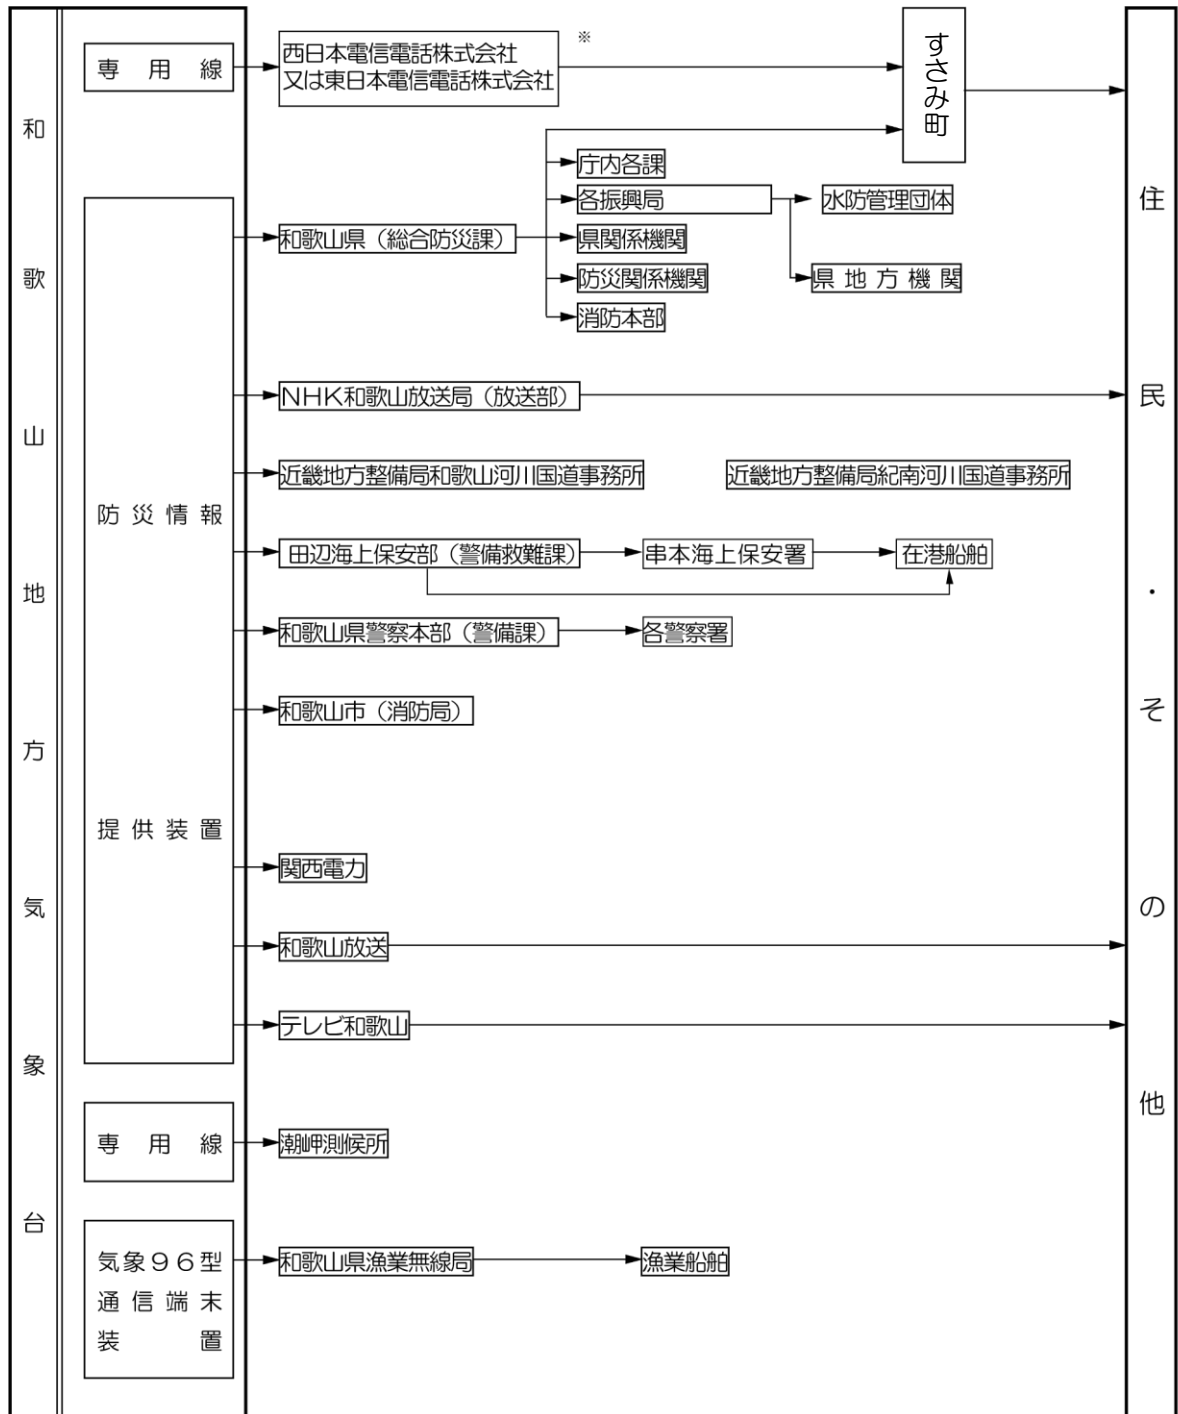 和歌山地方気象台
専用線
西日本電信電話株式会社
又は東日本電信電話株式会社
※
すさみ町
庁内各課
各振興局
水防管理団体
和歌山県（総合防災課）
県関係機関
防災関係機関
県地方機関
消防本部
防災情報
提供装置
NHK和歌山放送局（放送部）
近畿地方整備局和歌山河川国道事務所
近畿地方整備局紀南河川国道事務所
田辺海上保安部（警備救難課）
串本海上保安署
在港船舶
和歌山県警察本部（警備課）
各警察署
和歌山市（消防局）
関西電力
和歌山放送
テレビ和歌山
専用線
潮岬測候所
気象９６型
通信端末
装置
和歌山県漁業無線局
漁業船舶
住民・その他